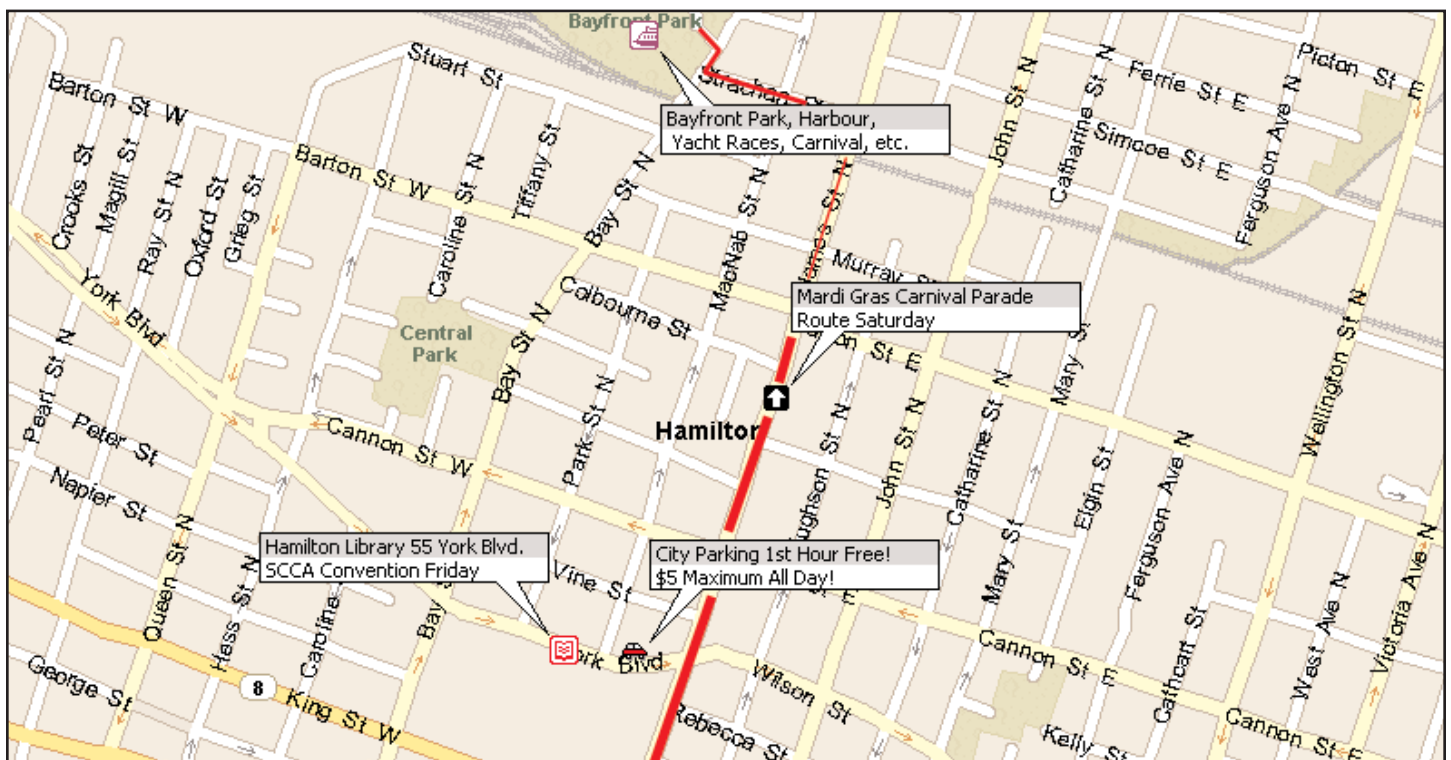 Bayfront Park
Stuart St
Strachan
Picton St E
Ferrie St E
Barton St W
Bayfront Park, Harbour,
Yacht Races, Carnival, etc.
John St N
Catharine St N
Simcoe St E
Ferguson Ave N
Crooks St
Magill St
Ray St N
Oxford St
Grieg St
Barton St W
Caroline St N
Tiffany St
Bay St N
MacNab St N
James St N
Murray St
Colbourne St
Mardi Gras Carnival Parade
Route Saturday
York Blvd
Central
Park
St E
Mary St
Wellington St N
Pearl St N
Bay St N
Peter St
Cannon St W
Park St N
Hamilton
Hughson St N
John St N
Catharine St N
Elgin St
Ferguson Ave N
Napier St
Hamilton Library 55 York Blvd.
SCCA Convention Friday
City Parking 1st Hour Free!
$5 Maximum All Day!
Vine St
St E
Mary St N
Queen St N
Hess St N
Caroline
Bay
York Blvd
Wilson St
Cannon St E
Cathcart St
West Ave N
Victoria Ave N
George St
8
King St W
Rebecca St
Kelly St
Cannon St E